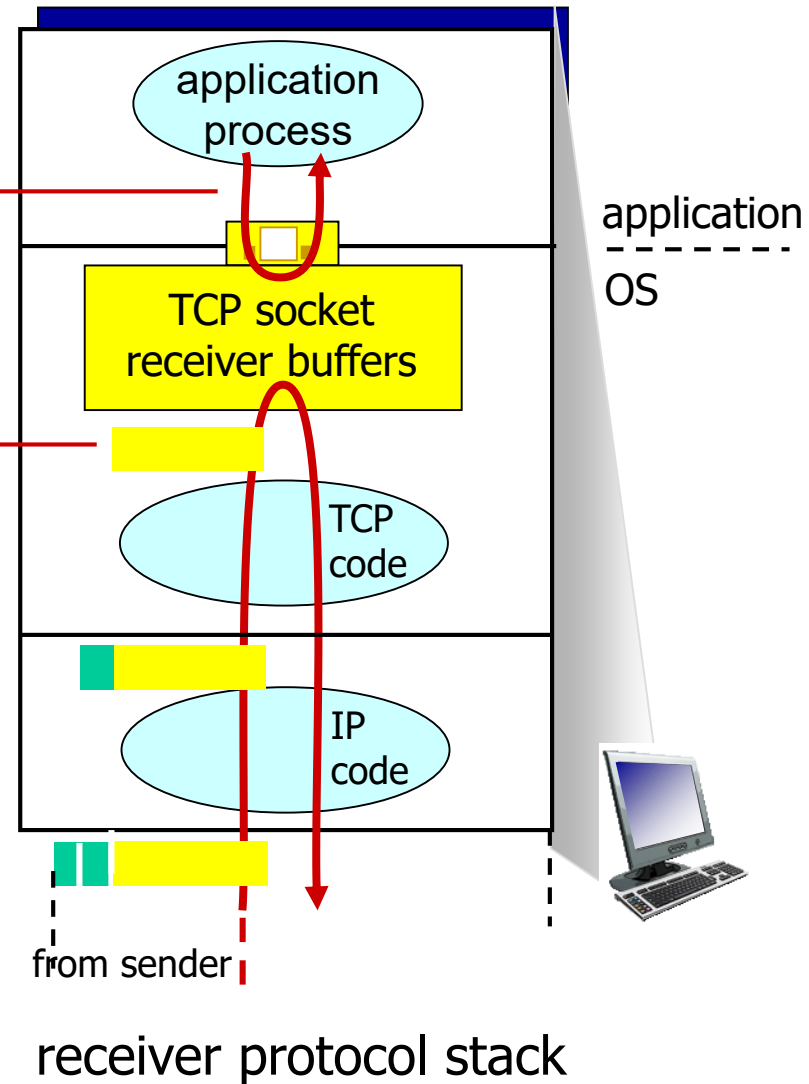 application
process
application
OS
TCP socket
receiver buffers
TCP
code
IP
code
from sender
receiver protocol stack